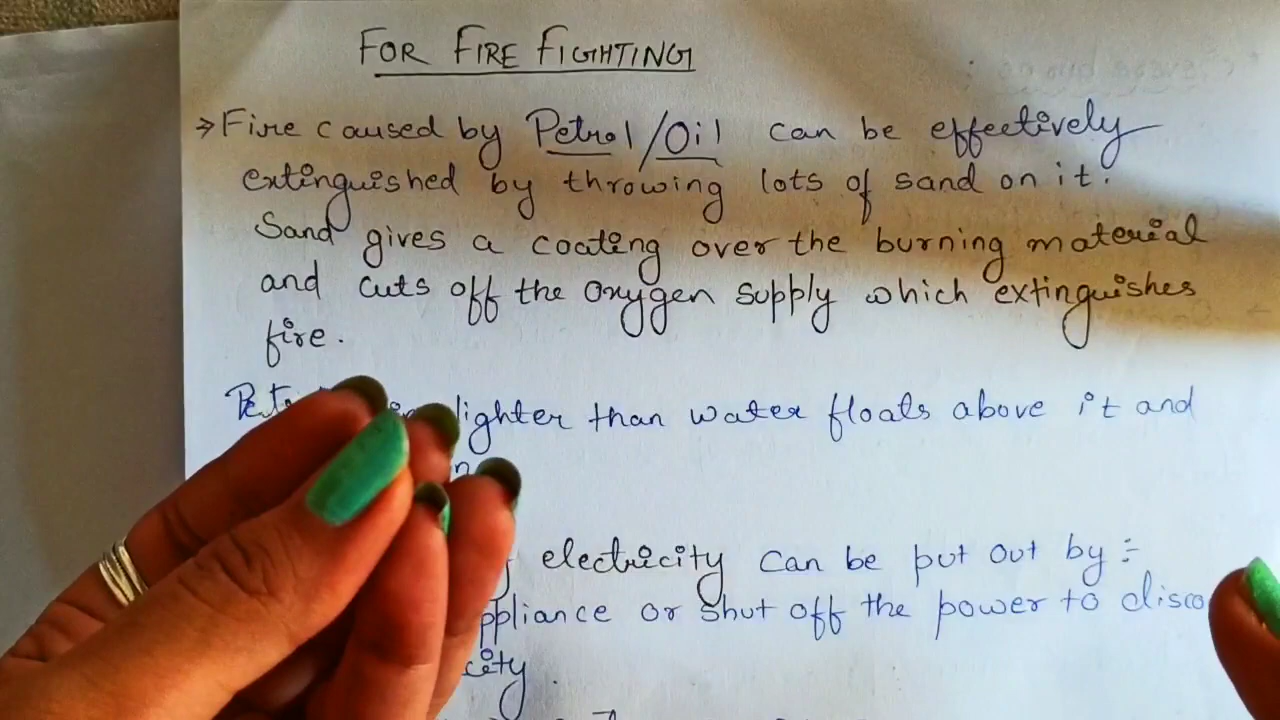 FOR FIRE FIGHTING
→ Fire caused by Petrol/Oil can be effectively
extinguished by throwing lots of sand on it.
Sand gives a coating over the burning material
and cuts off the oxygen supply which extinguishes
fire.
lighter than water floats above it and
electricity can be put out by :-
ppliance or shut off the power to disco
city.